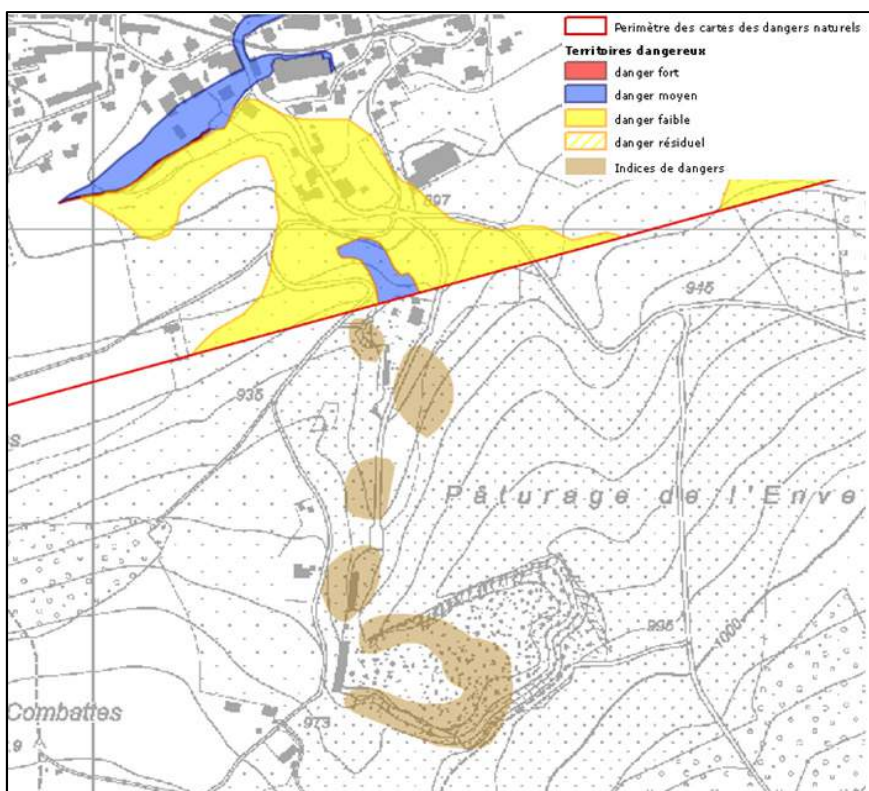 Perimètre des cartes des dangers naturels
Territoires dangereux
danger fort
danger moyen
danger faible
danger résiduel
Indices de dangers
897
945
935
Pâturage de l'Enve
995
1000
Combattes
973